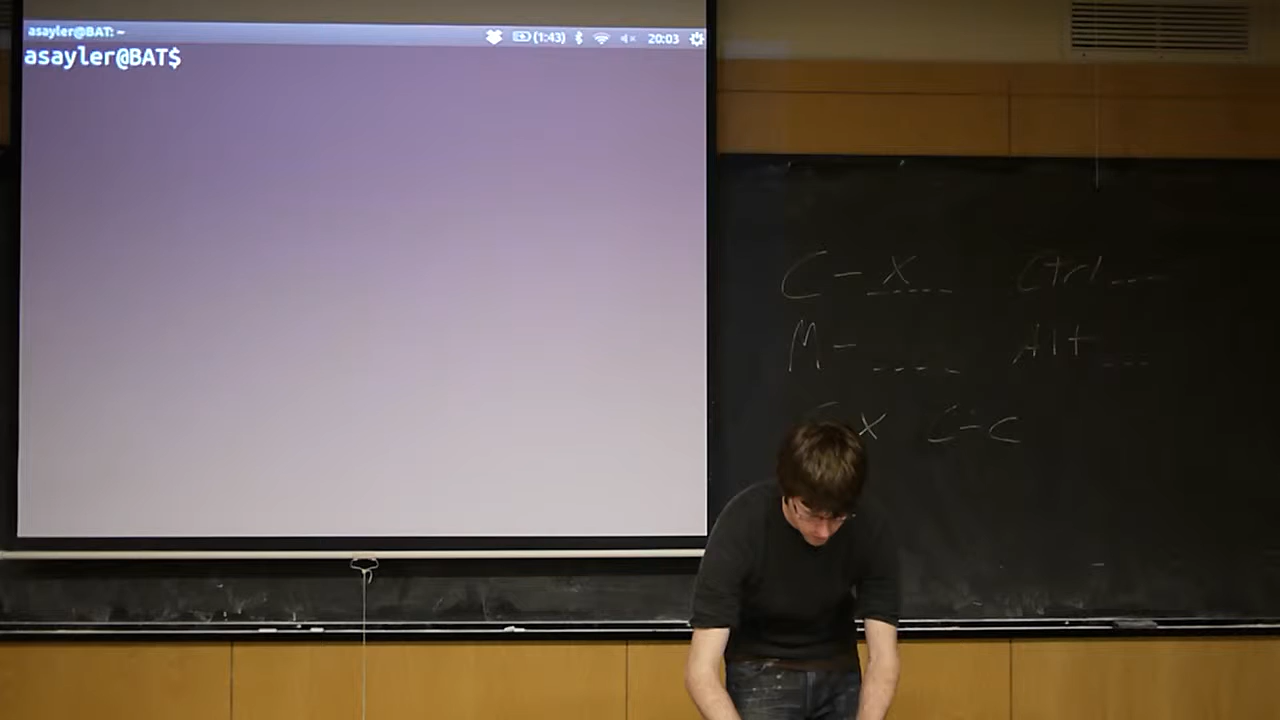 asayler@BAT: ~ (1:43) 20:03
asayler@BAT$
C - X Ctrl
M - Alt
X C-c